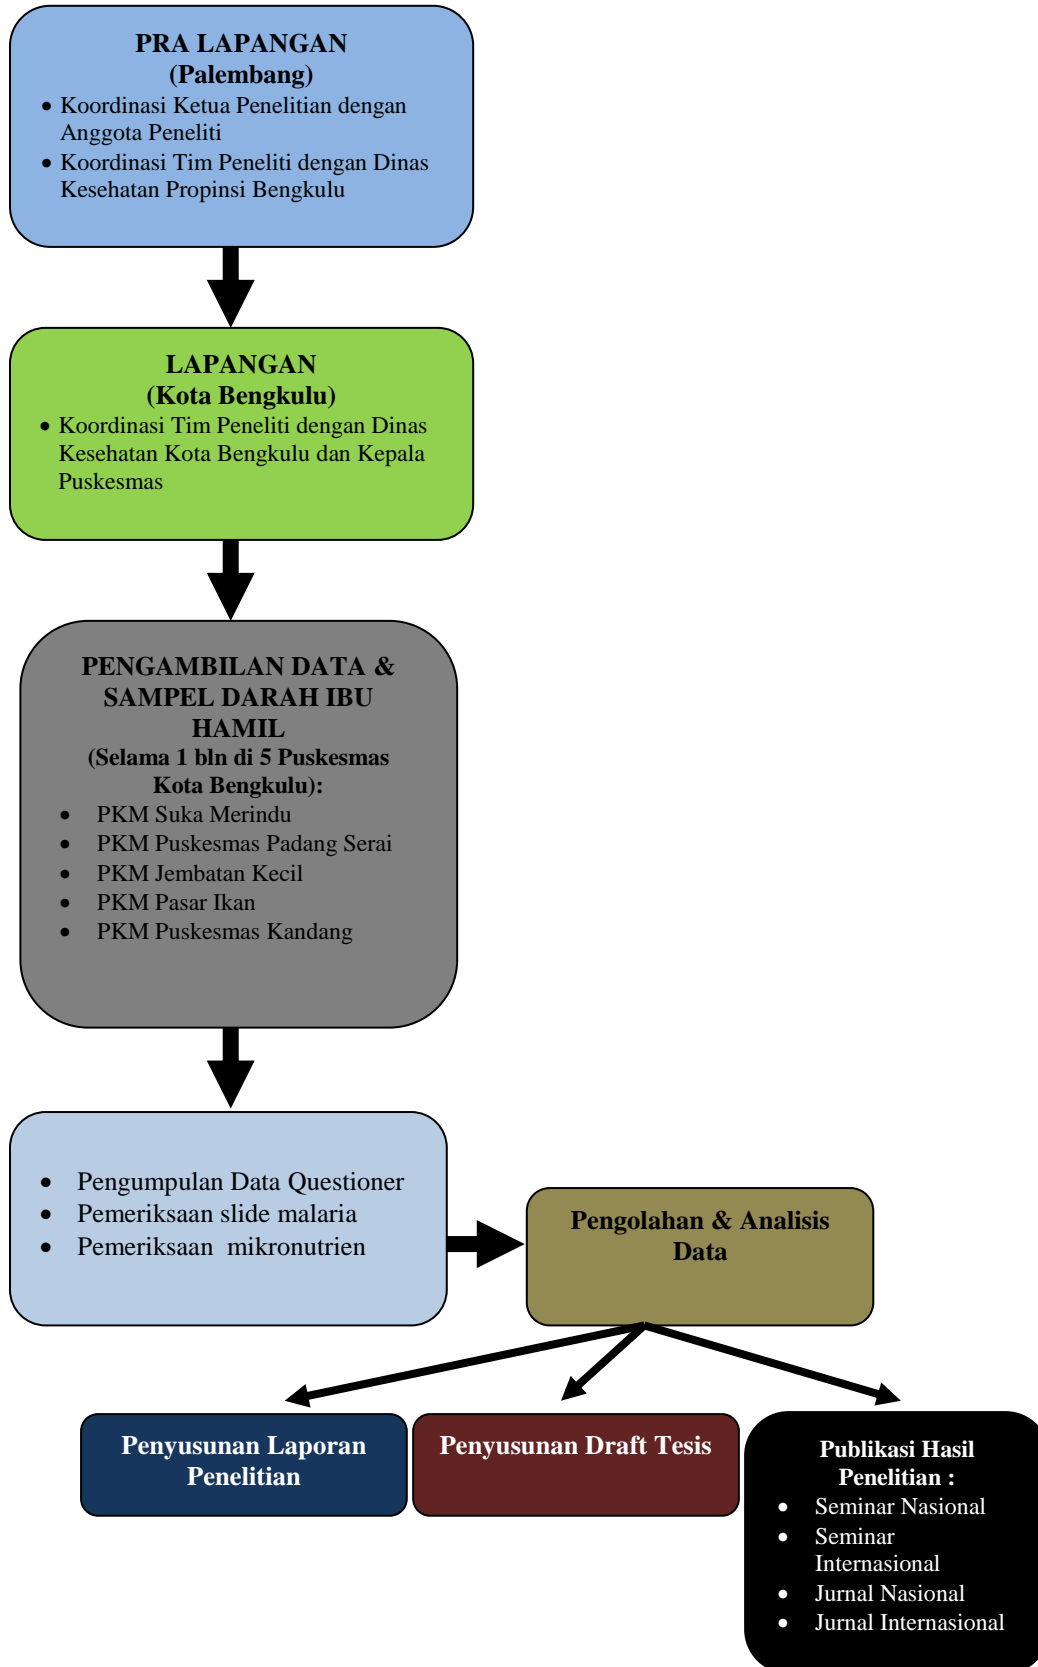 PRA LAPANGAN
(Palembang)
• Koordinasi Ketua Penelitian dengan
Anggota Peneliti
• Koordinasi Tim Peneliti dengan Dinas
Kesehatan Propinsi Bengkulu
LAPANGAN
(Kota Bengkulu)
• Koordinasi Tim Peneliti dengan Dinas
Kesehatan Kota Bengkulu dan Kepala
Puskesmas
PENGAMBILAN DATA &
SAMPEL DARAH IBU
HAMIL
(Selama 1 bln di 5 Puskesmas
Kota Bengkulu):
• PKM Suka Merindu
• PKM Puskesmas Padang Serai
• PKM Jembatan Kecil
• PKM Pasar Ikan
• PKM Puskesmas Kandang
• Pengumpulan Data Questioner
• Pemeriksaan slide malaria
• Pemeriksaan mikronutrien
Pengolahan & Analisis
Data
Penyusunan Laporan
Penelitian
Penyusunan Draft Tesis
Publikasi Hasil
Penelitian :
• Seminar Nasional
• Seminar
Internasional
• Jurnal Nasional
• Jurnal Internasional